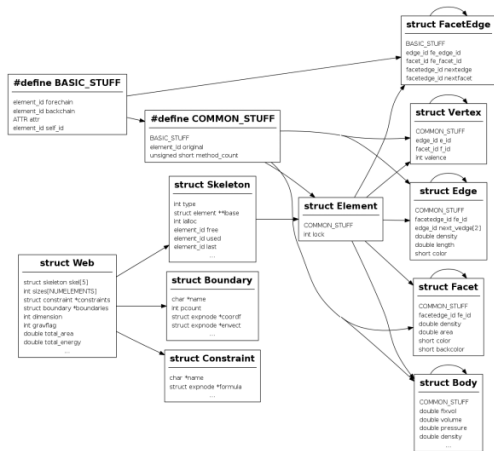 #define BASIC_STUFF
element_id forechain
element_id backchain
ATTR attr
element_id self_id
#define COMMON_STUFF
BASIC_STUFF
element_id original
unsigned short method_count
struct FacetEdge
BASIC_STUFF
edge_id fe_edge_id
facet_id fe_facet_id
facetedge_id nextedge
facetedge_id nextfacet
struct Vertex
COMMON_STUFF
edge_id e_id
facet_id f_id
int valence
struct Skeleton
int type
struct element **ibase
int ialloc
element_id free
element_id used
element_id last
...
struct Element
COMMON_STUFF
int lock
struct Edge
COMMON_STUFF
facetedge_id fe_id
edge_id next_vedge[2]
double density
double length
short color
struct Web
struct skeleton skel[5]
int sizes[NUMELEMENTS]
struct constraint *constraints
struct boundary *boundaries
int dimension
int gravflag
double total_area
double total_energy
...
struct Boundary
char *name
int pcount
struct expnode *coordf
struct expnode *envect
...
struct Facet
COMMON_STUFF
facetedge_id fe_id
double density
double area
short color
short backcolor
struct Constraint
char *name
struct expnode *formula
...
struct Body
COMMON_STUFF
double fixvol
double volume
double pressure
double density
...